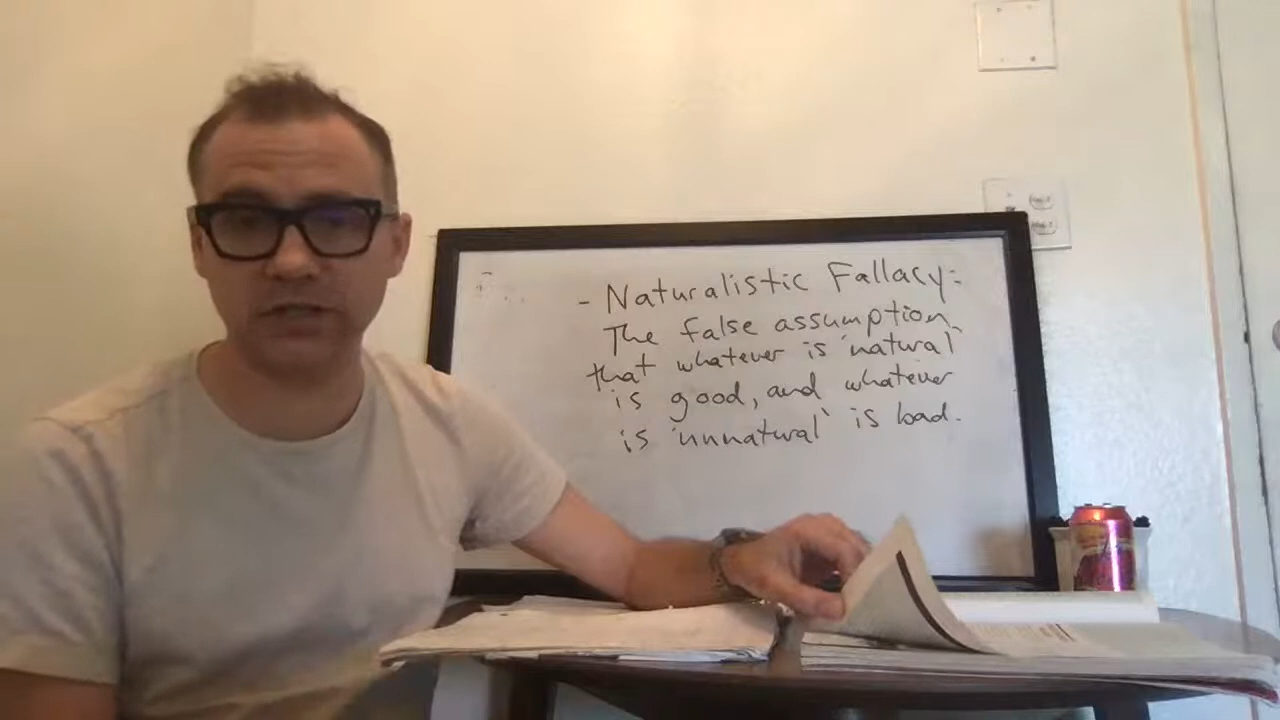 - Naturalistic Fallacy:
The false assumption
that whatever is 'natural'
is good, and whatever
is 'unnatural' is bad.